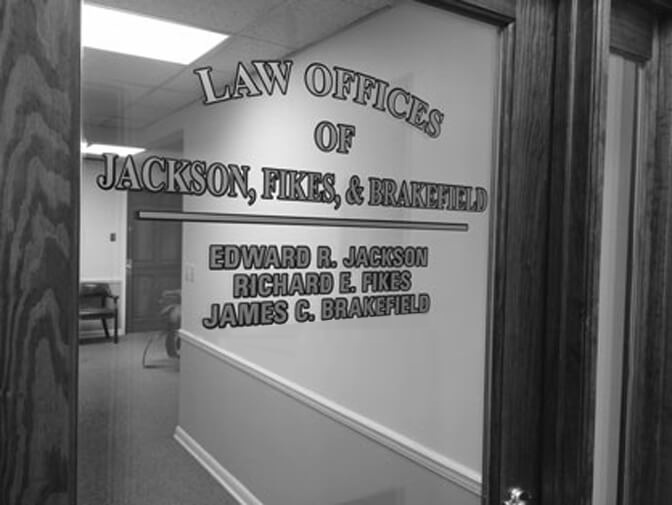 LAW OFFICES
OF
JACKSON, FIKES, & BRAKEFIELD
EDWARD R. JACKSON
RICHARD E. FIKES
JAMES C. BRAKEFIELD